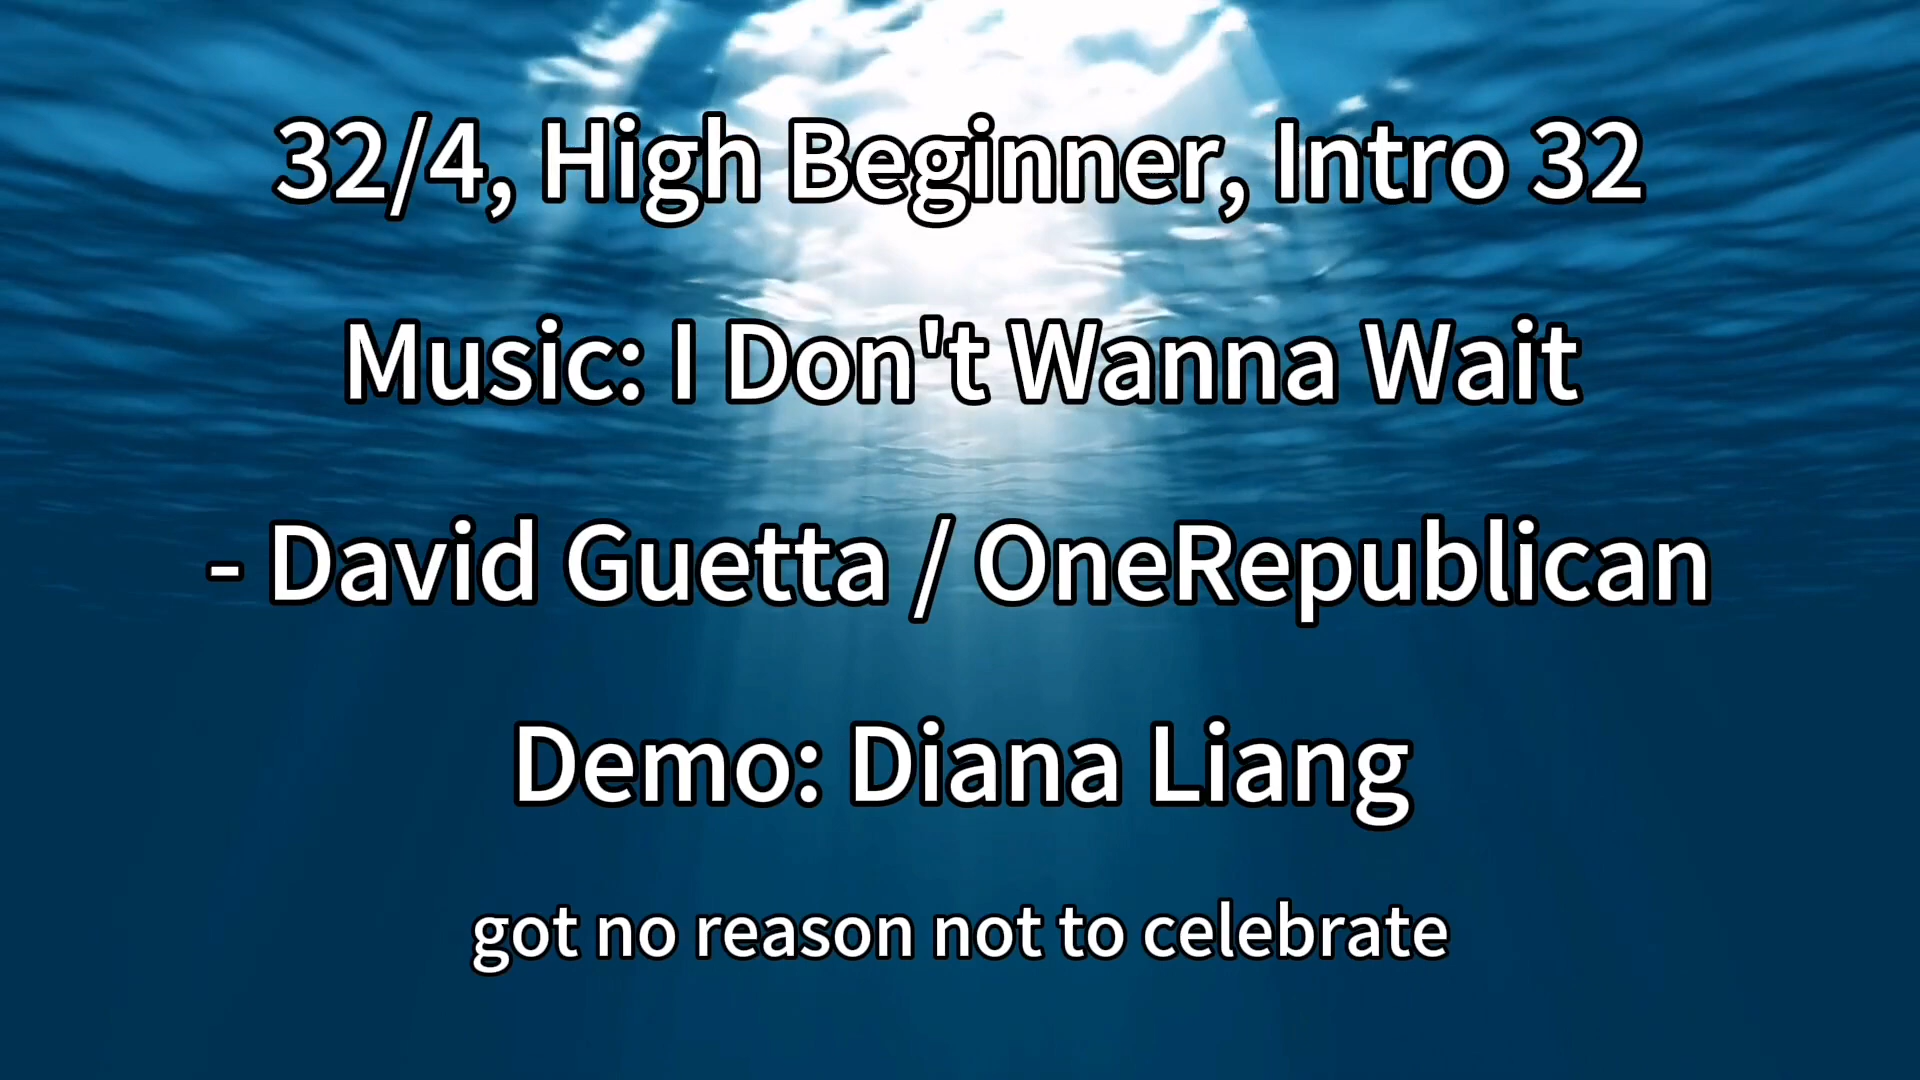 32/4, High Beginner, Intro 32
Music: I Don't Wanna Wait
- David Guetta / OneRepublican
Demo: Diana Liang
got no reason not to celebrate